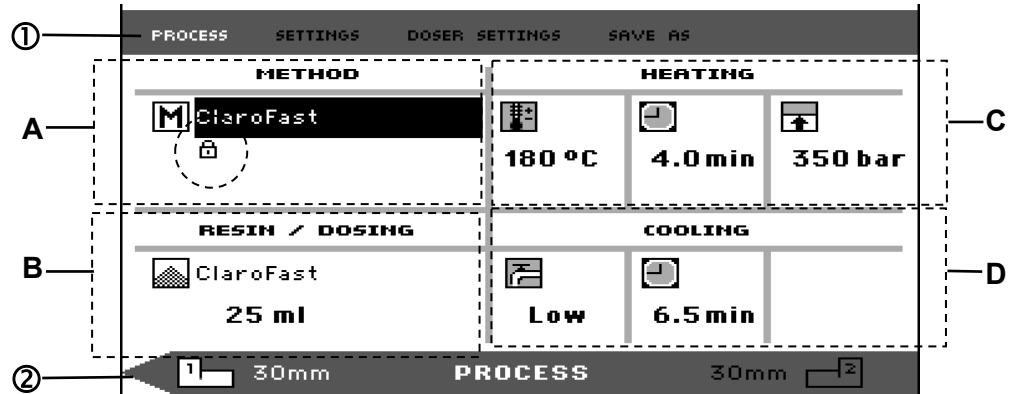 ① PROCESS SETTINGS DOSER SETTINGS SAVE AS
METHOD HEATING
A M ClaroFast C
180 ºC 4.0 min 350 bar
RESIN / DOSING COOLING
B ClaroFast D
25 ml Low 6.5 min
② 1 30mm PROCESS 30mm 2